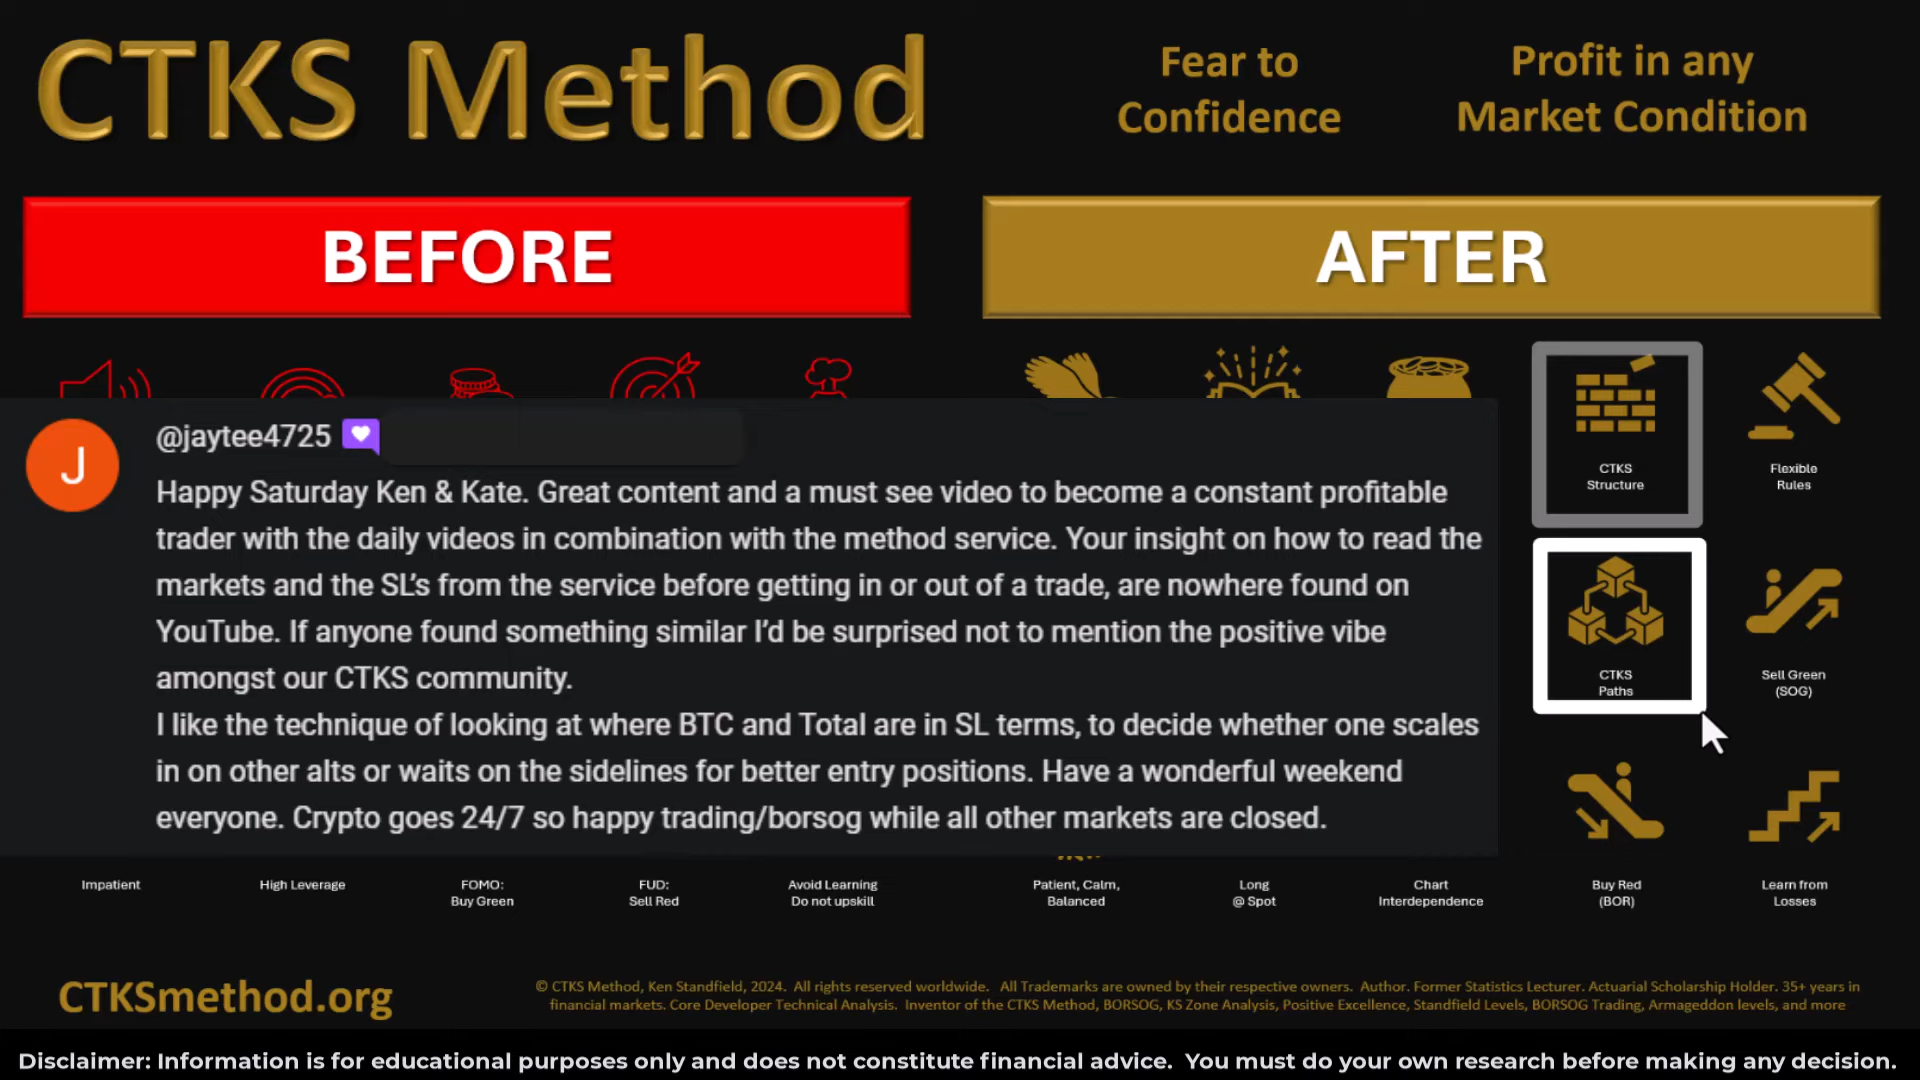 CTKS Method
Fear to
Confidence
Profit in any
Market Condition
BEFORE
AFTER
CTKS
Structure
Flexible
Rules
J
@jaytee4725
Happy Saturday Ken & Kate. Great content and a must see video to become a constant profitable
trader with the daily videos in combination with the method service. Your insight on how to read the
markets and the SL's from the service before getting in or out of a trade, are nowhere found on
YouTube. If anyone found something similar I'd be surprised not to mention the positive vibe
amongst our CTKS community.
I like the technique of looking at where BTC and Total are in SL terms, to decide whether one scales
in on other alts or waits on the sidelines for better entry positions. Have a wonderful weekend
everyone. Crypto goes 24/7 so happy trading/borsog while all other markets are closed.
CTKS
Paths
Sell Green
(SOG)
Impatient
High Leverage
FOMO:
Buy Green
FUD:
Sell Red
Avoid Learning
Do not upskill
Patient, Calm,
Balanced
Long
@ Spot
Chart
Interdependence
Buy Red
(BOR)
Learn from
Losses
CTKSmethod.org
© CTKS Method, Ken Standfield, 2024. All rights reserved worldwide. All Trademarks are owned by their respective owners. Author. Former Statistics Lecturer. Actuarial Scholarship Holder. 35+ years in
financial markets. Core Developer Technical Analysis. Inventor of the CTKS Method, BORSOG, KS Zone Analysis, Positive Excellence, Standfield Levels, BORSOG Trading, Armageddon levels, and more
Disclaimer: Information is for educational purposes only and does not constitute financial advice. You must do your own research before making any decision.